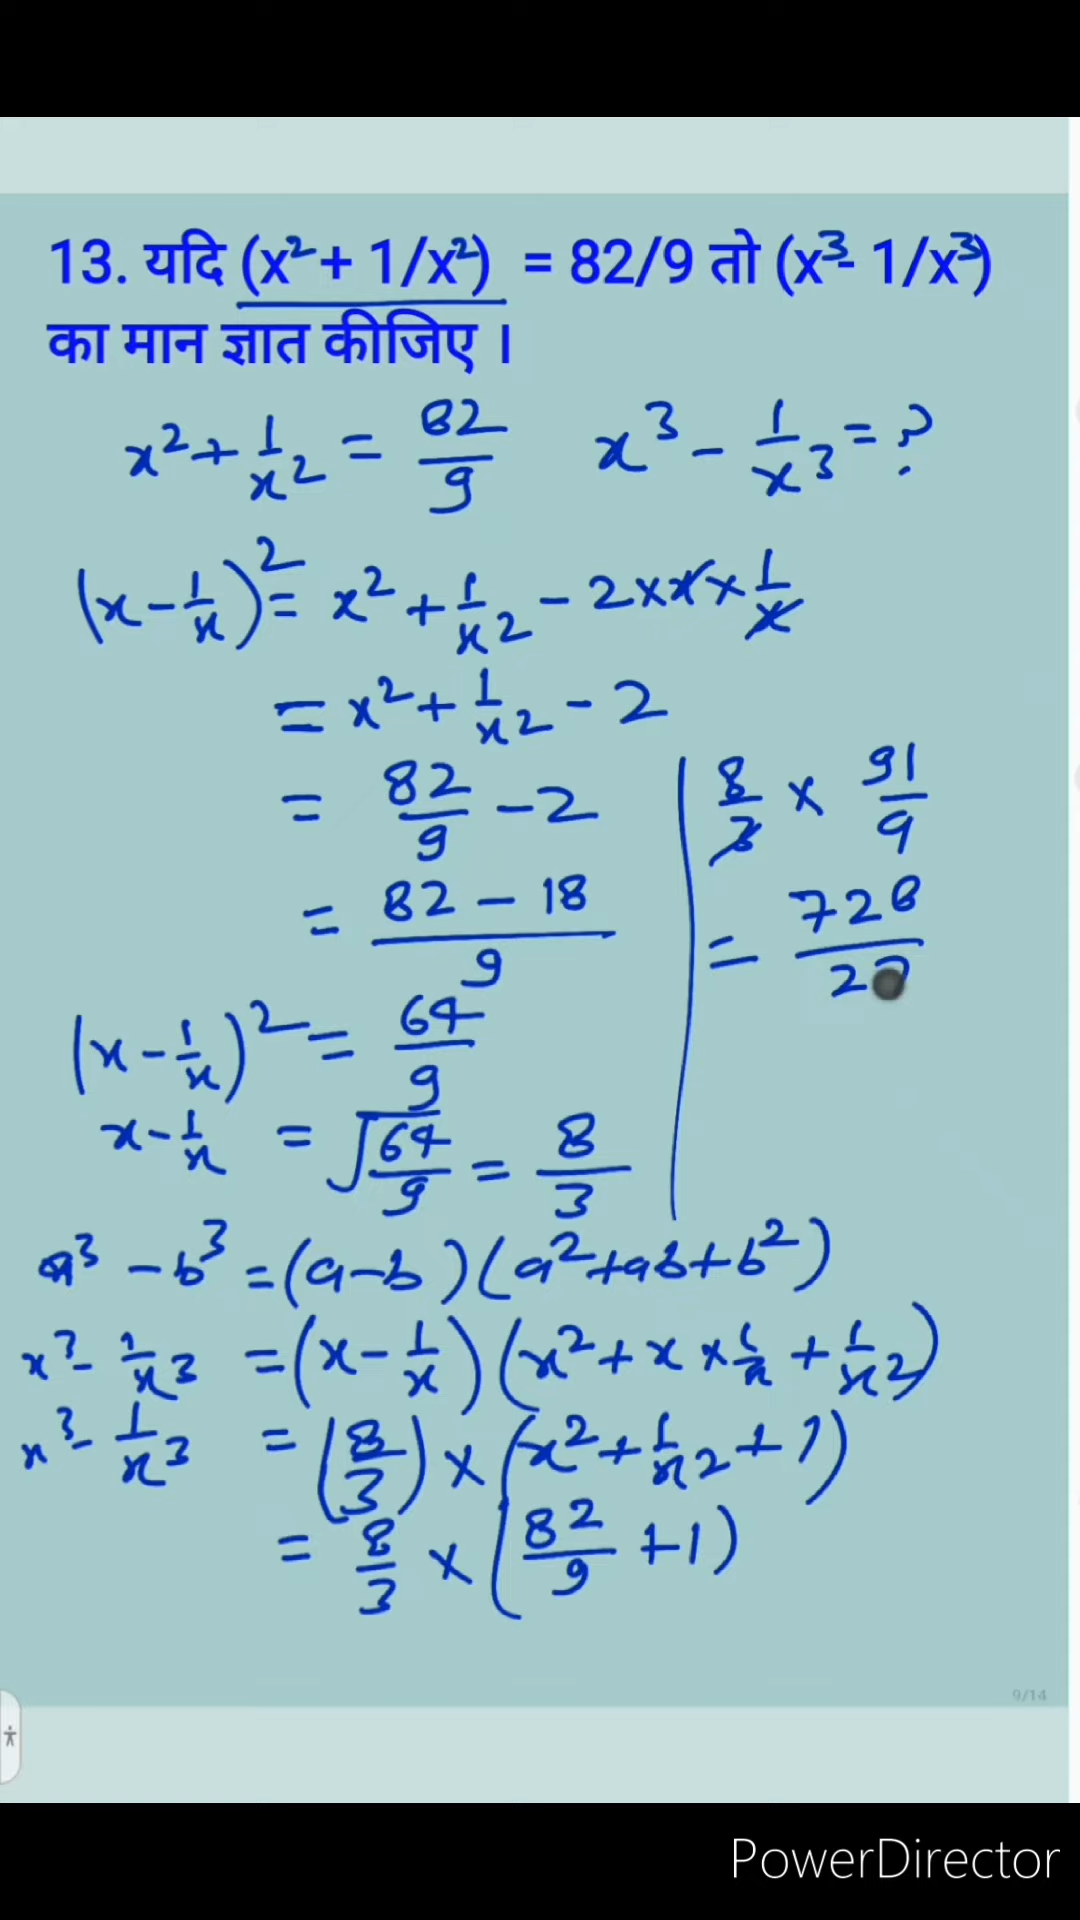 13. यदि (x²+ 1/x²) = 82/9 तो (x³- 1/x³)
का मान ज्ञात कीजिए ।
x² + 1/x² = 82/9 x³ - 1/x³ = ?
(x - 1/x)² = x² + 1/x² - 2 × x × 1/x
= x² + 1/x² - 2
= 82/9 - 2
= (82 - 18)/9
(x - 1/x)² = 64/9
x - 1/x = √(64/9) = 8/3
a³ - b³ = (a - b)(a² + ab + b²)
x³ - 1/x³ = (x - 1/x)(x² + x × 1/x + 1/x²)
x³ - 1/x³ = (8/3) × (x² + 1/x² + 1)
= 8/3 × (82/9 + 1)
8/3 × 91/9
= 728/27
9/14
PowerDirector